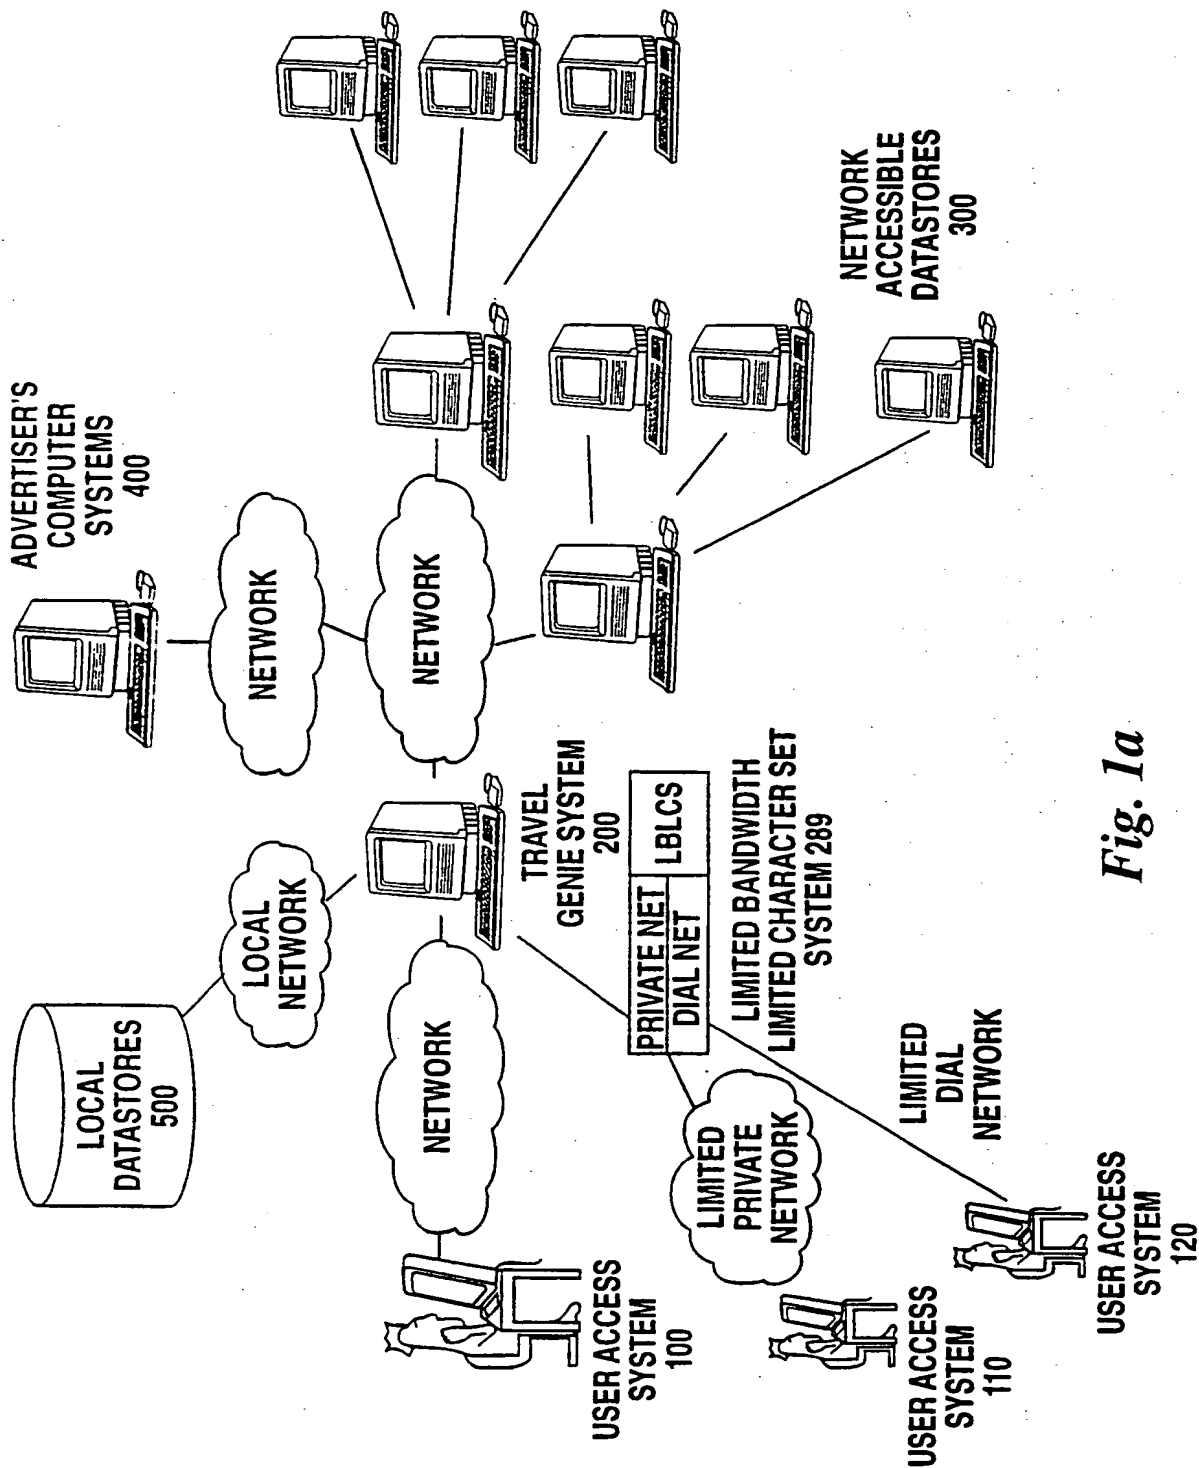 LOCAL
DATASTORES
500
LOCAL
NETWORK
ADVERTISER'S
COMPUTER
SYSTEMS
400
NETWORK
NETWORK
NETWORK
USER ACCESS
SYSTEM
100
TRAVEL
GENIE SYSTEM
200
PRIVATE NET
DIAL NET
LBLCS
LIMITED BANDWIDTH
LIMITED CHARACTER SET
SYSTEM 289
LIMITED
PRIVATE
NETWORK
USER ACCESS
SYSTEM
110
LIMITED
DIAL
NETWORK
USER ACCESS
SYSTEM
120
NETWORK
ACCESSIBLE
DATASTORES
300
Fig. 1a